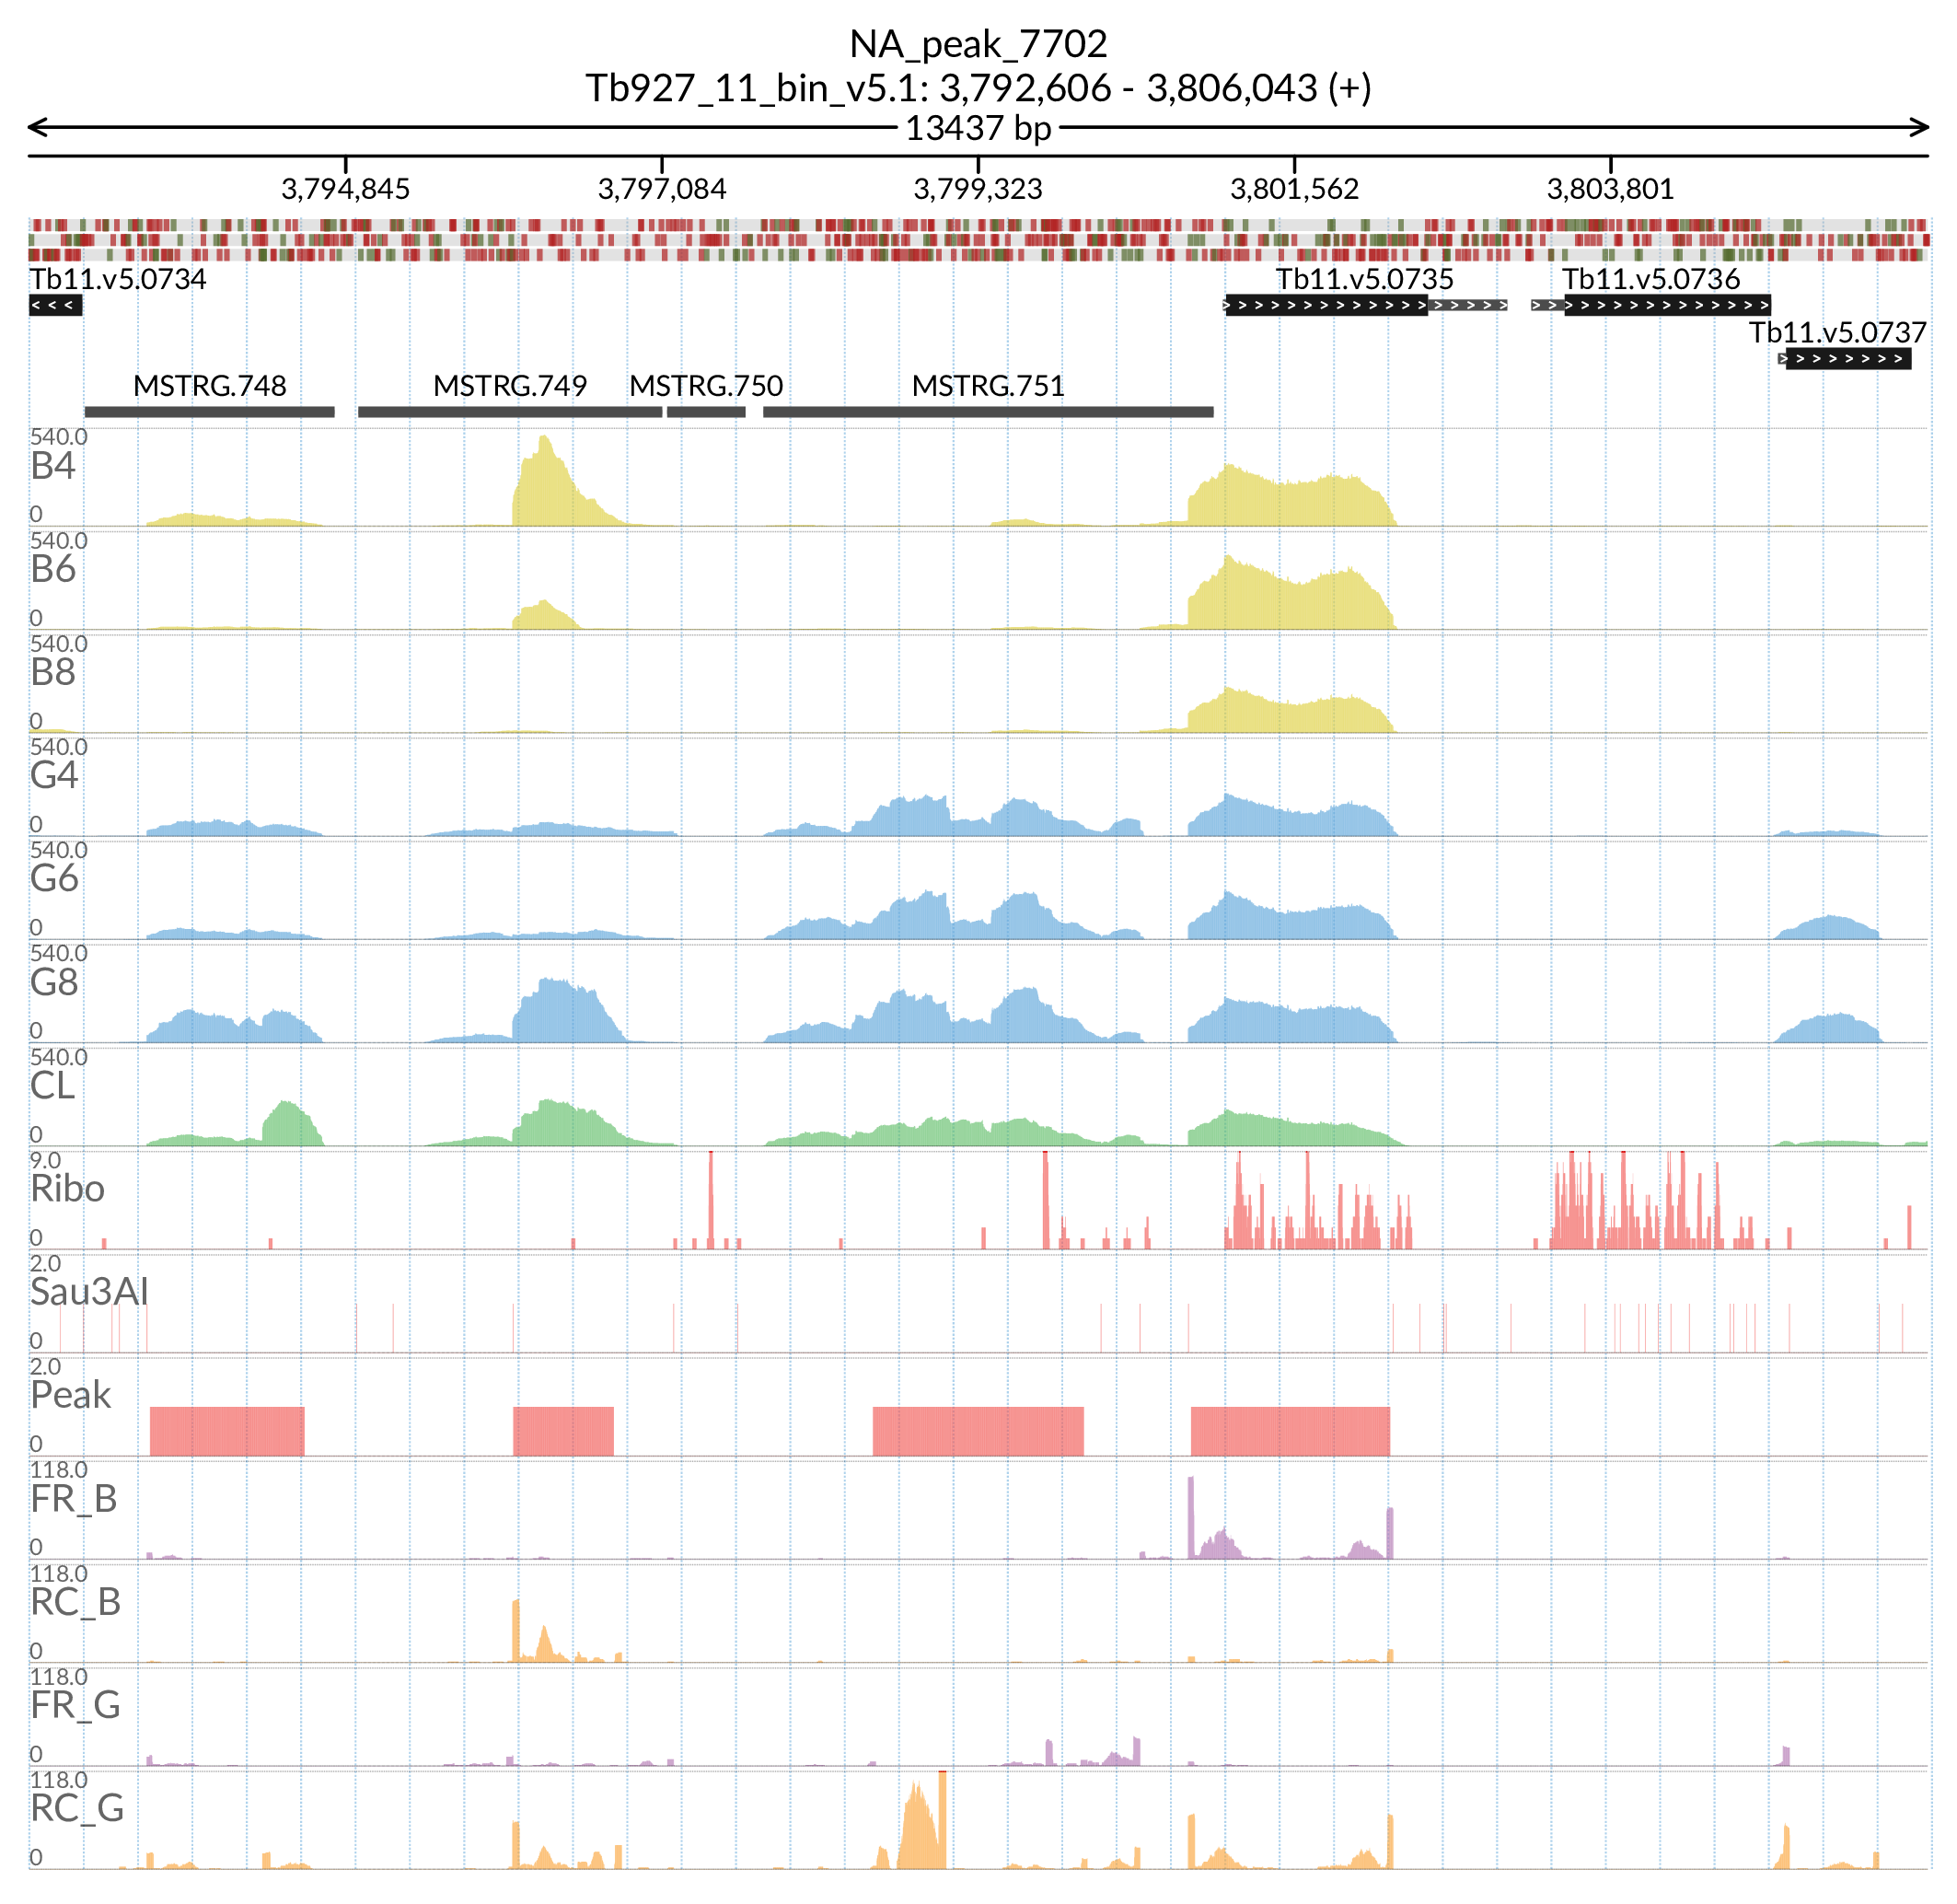 NA_peak_7702
Tb927_11_bin_v5.1: 3,792,606 - 3,806,043 (+)
13437 bp
3,794,845 3,797,084 3,799,323 3,801,562 3,803,801
Tb11.v5.0734 Tb11.v5.0735 Tb11.v5.0736
Tb11.v5.0737
MSTRG.748 MSTRG.749 MSTRG.750 MSTRG.751
540.0
B4
0
540.0
B6
0
540.0
B8
0
540.0
G4
0
540.0
G6
0
540.0
G8
0
540.0
CL
0
9.0
Ribo
0
2.0
Sau3AI
0
2.0
Peak
0
118.0
FR_B
0
118.0
RC_B
0
118.0
FR_G
0
118.0
RC_G
0